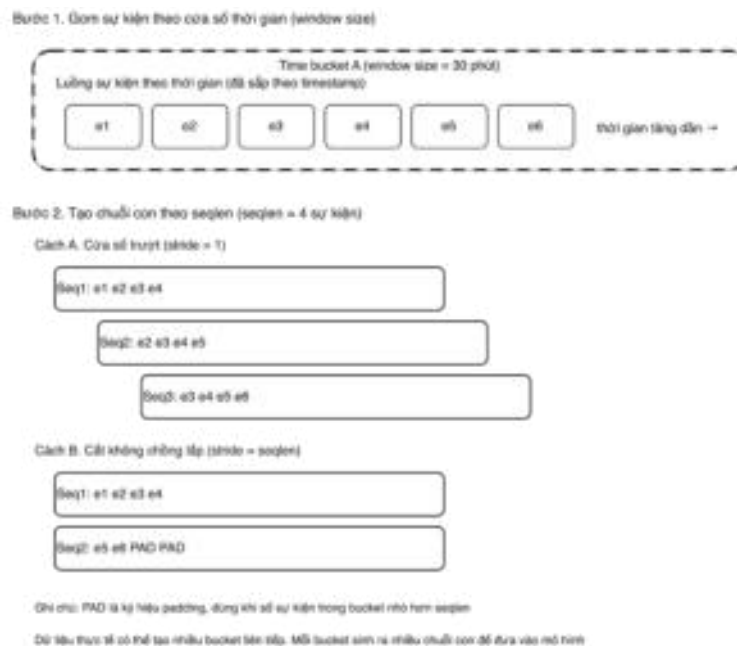 Bước 1. Gom sự kiện theo cửa sổ thời gian (window size)
Time bucket A (window size = 30 phút)
Luồng sự kiện theo thời gian (đã sắp theo timestamp)
e1 e2 e3 e4 e5 e6 thời gian tăng dần →
Bước 2. Tạo chuỗi con theo seqlen (seqlen = 4 sự kiện)
Cách A. Cửa sổ trượt (stride = 1)
Seq1: e1 e2 e3 e4
Seq2: e2 e3 e4 e5
Seq3: e3 e4 e5 e6
Cách B. Cắt không chồng lấp (stride = seqlen)
Seq1: e1 e2 e3 e4
Seq2: e5 e6 PAD PAD
Ghi chú: PAD là ký hiệu padding, dùng khi số sự kiện trong bucket nhỏ hơn seqlen
Dữ liệu thực tế có thể tạo nhiều bucket liên tiếp. Mỗi bucket sinh ra nhiều chuỗi con để đưa vào mô hình